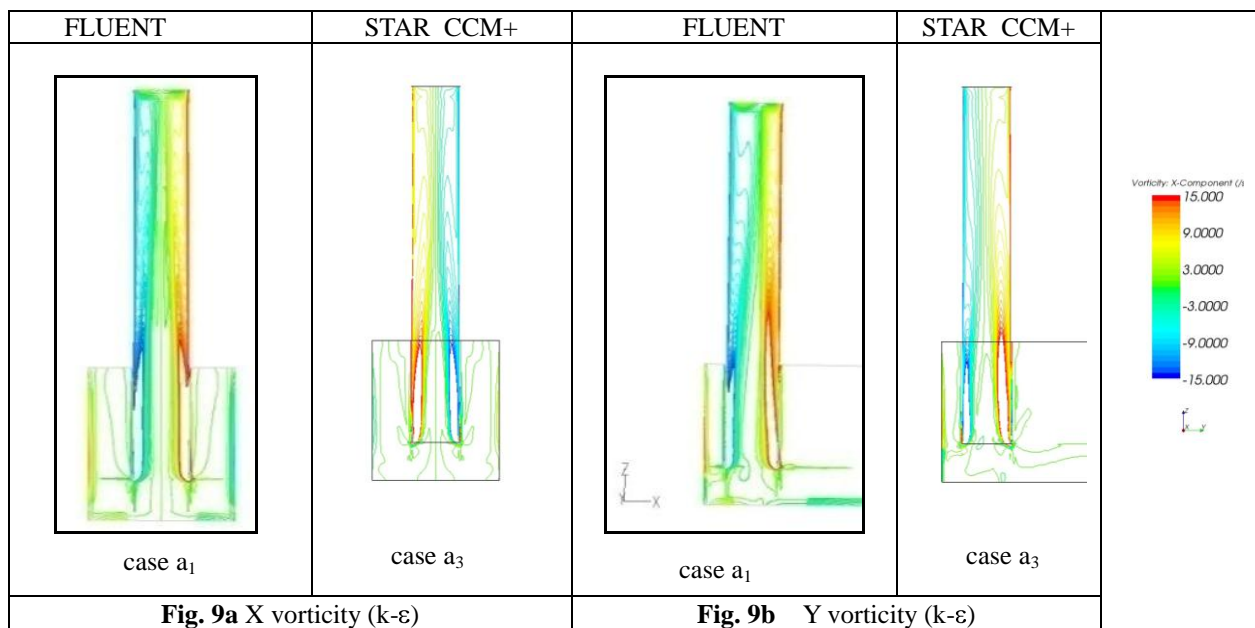 FLUENT
STAR CCM+
FLUENT
STAR CCM+
Z
X
case a₁
case a₃
case a₁
case a₃
Fig. 9a X vorticity (k-ε)
Fig. 9b Y vorticity (k-ε)
Vorticity: X-Component (/
15.000
9.0000
3.0000
-3.0000
-9.0000
-15.000
Z
X Y